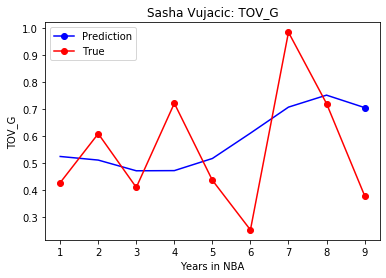 Sasha Vujacic: TOV_G
Prediction
True
TOV_G
1.0
0.9
0.8
0.7
0.6
0.5
0.4
0.3
1 2 3 4 5 6 7 8 9
Years in NBA